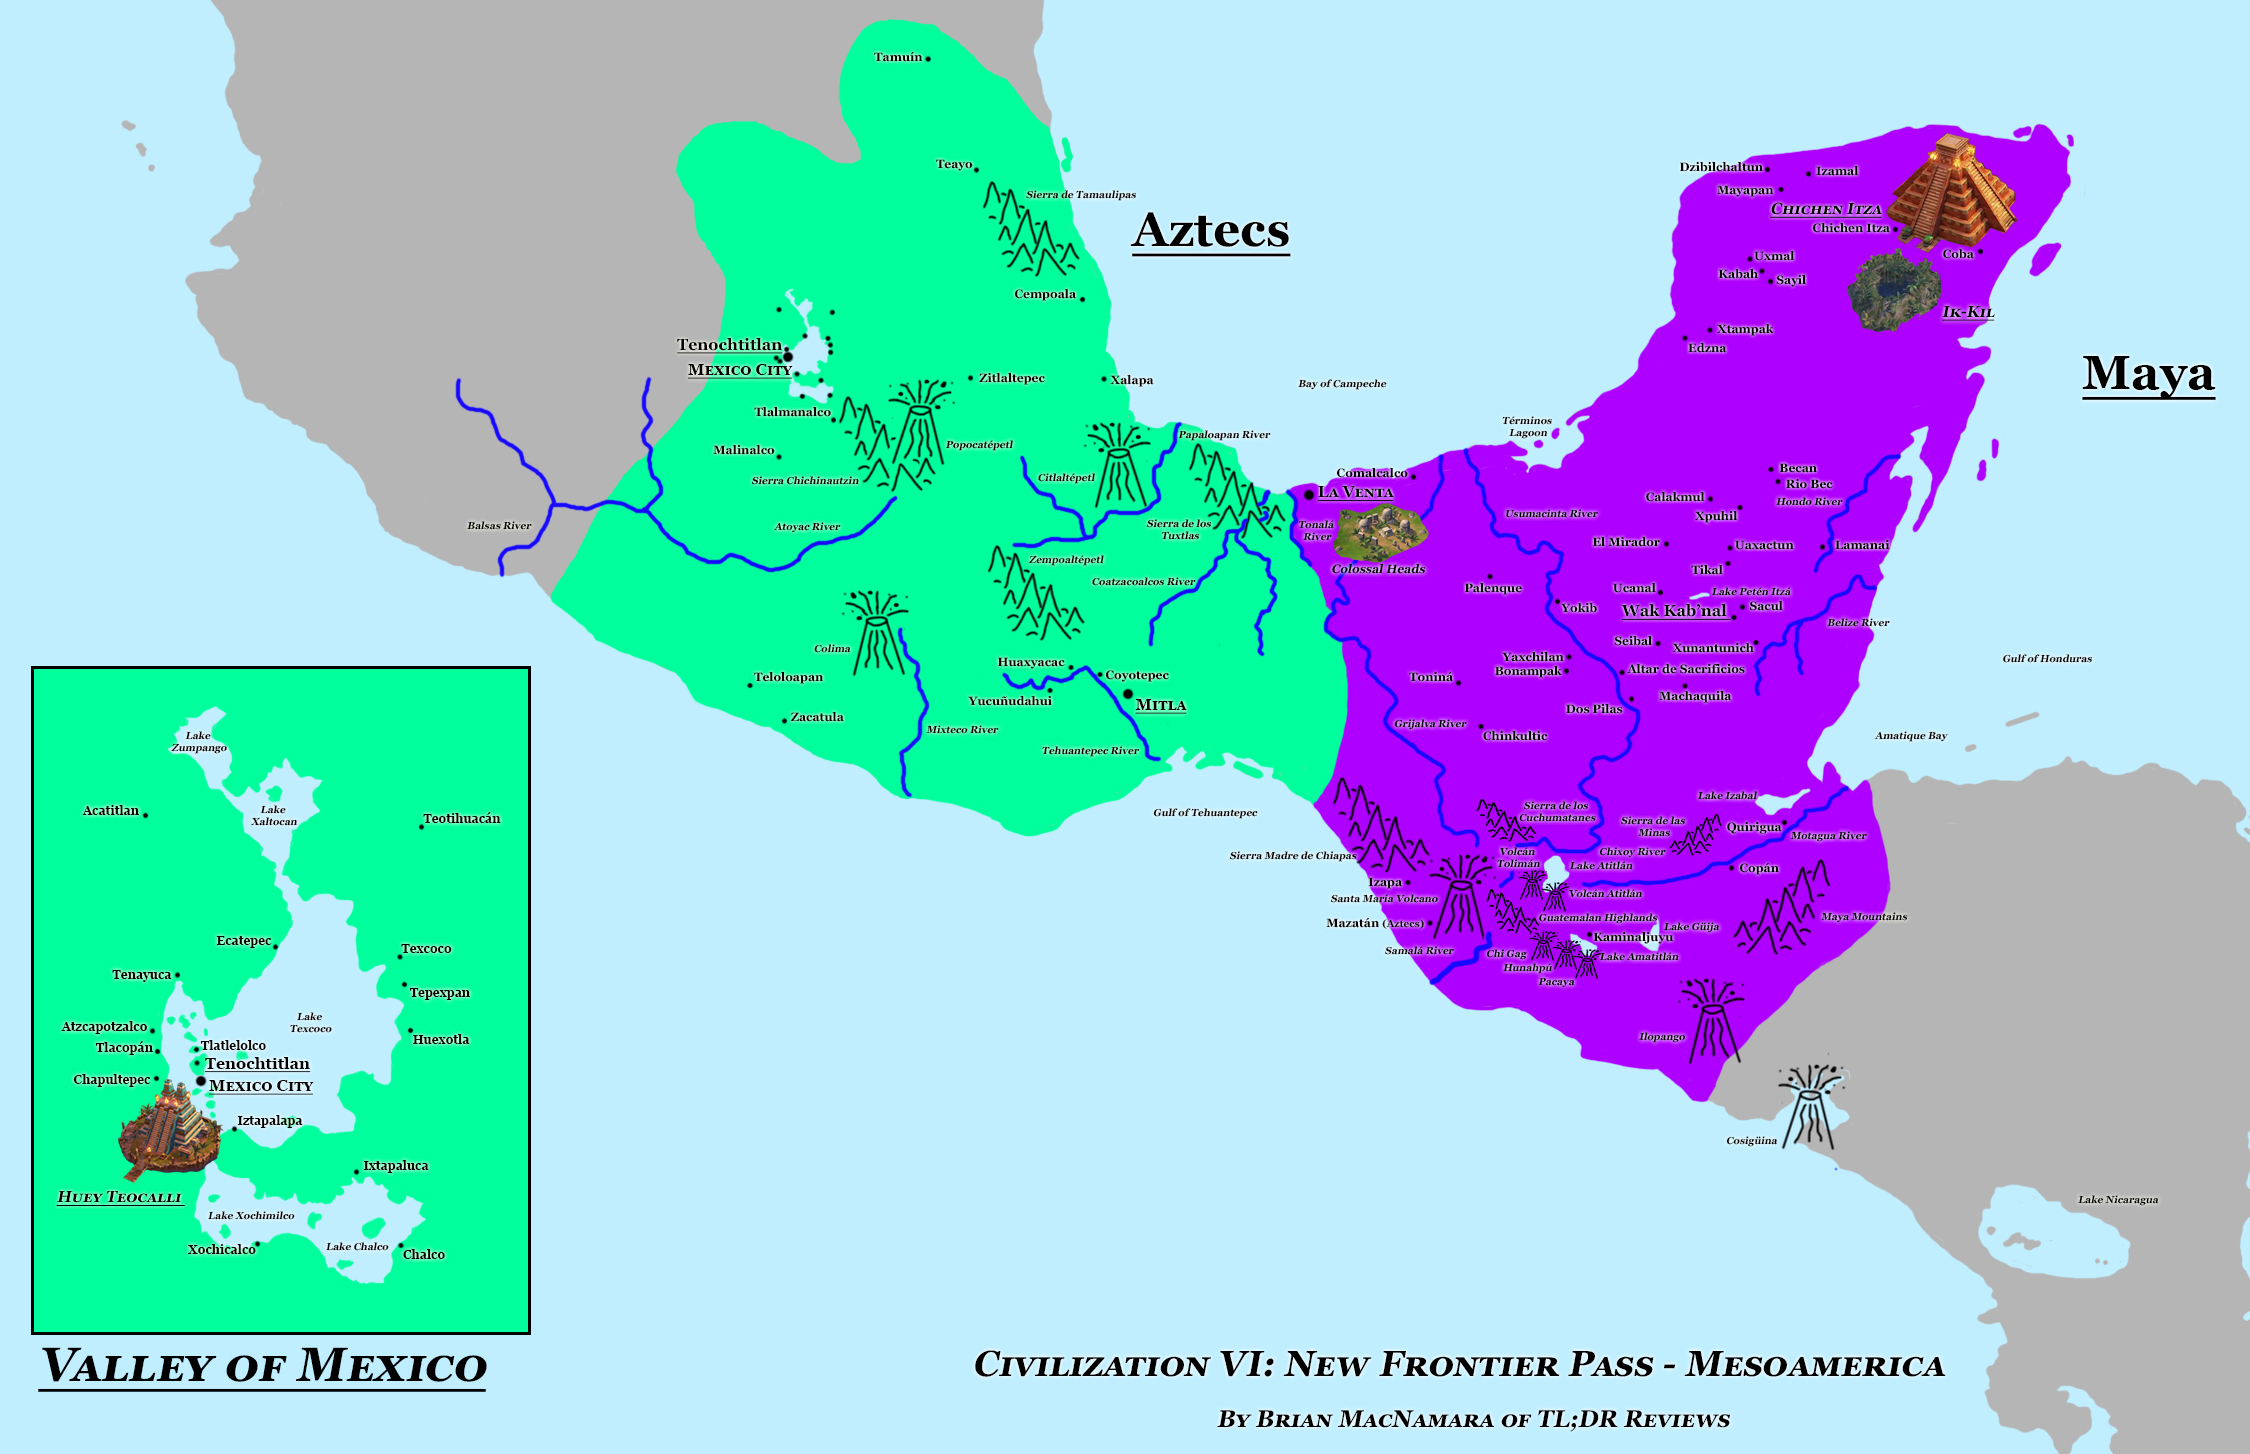 Tamuín
Teayo
Sierra de Tamaulipas
Aztecs
Cempoala
Tenochtitlan
Mexico City
Zitlaltepec
Xalapa
Tlalmanalco
Malinalco
Popocatépetl
Sierra Chichinautzin
Citlaltépetl
Papaloapan River
Balsas River
Atoyac River
Sierra de los
Tuxtlas
Zempoaltépetl
Coatzacoalcos River
Colima
Huaxyacac
Coyotepec
Teloloapan
Yucuñudahui
Mitla
Zacatula
Mixteco River
Tehuantepec River
Gulf of Tehuantepec
Bay of Campeche
Términos
Lagoon
Dzibilchaltun
Izamal
Mayapan
Chichen Itza
Chichen Itza
Coba
Uxmal
Kabah
Sayil
Ik-Kil
Xtampak
Edzna
Maya
Comalcalco
La Venta
Tonalá
River
Colossal Heads
Becan
Rio Bec
Calakmul
Xpuhil
Hondo River
Usumacinta River
El Mirador
Uaxactun
Lamanai
Tikal
Palenque
Ucanal
Lake Petén Itzá
Yokib
Wak Kab'nal
Sacul
Belize River
Seibal
Xunantunich
Yaxchilan
Bonampak
Altar de Sacrificios
Toniná
Machaquila
Dos Pilas
Grijalva River
Chinkultic
Gulf of Honduras
Amatique Bay
Lake Izabal
Sierra de los
Cuchumatanes
Sierra de las
Minas
Quirigua
Motagua River
Sierra Madre de Chiapas
Volcán
Tolimán
Chixoy River
Lake Atitlán
Copán
Izapa
Santa María Volcano
Volcán Atitlán
Mazatán (Aztecs)
Guatemalan Highlands
Lake Güija
Maya Mountains
Kaminaljuyu
Samalá River
Chi Gag
Lake Amatitlán
Hunahpú
Pacaya
Ilopango
Cosigüina
Lake Nicaragua
Lake
Zumpango
Lake
Xaltocan
Acatitlan
Teotihuacán
Ecatepec
Texcoco
Tenayuca
Tepexpan
Lake
Texcoco
Atzcapotzalco
Huexotla
Tlacopán
Tlatlelolco
Tenochtitlan
Chapultepec
Mexico City
Iztapalapa
Ixtapaluca
Huey Teocalli
Lake Xochimilco
Xochicalco
Lake Chalco
Chalco
Valley of Mexico
Civilization VI: New Frontier Pass - Mesoamerica
By Brian MacNamara of TL;DR Reviews